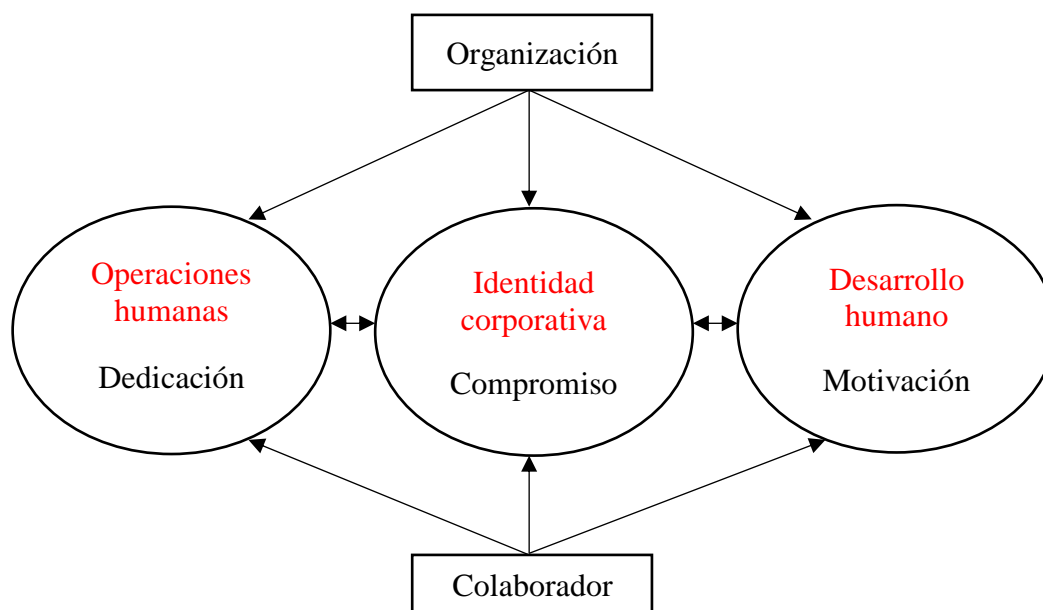 Organización
Operaciones
humanas
Dedicación
Identidad
corporativa
Compromiso
Desarrollo
humano
Motivación
Colaborador